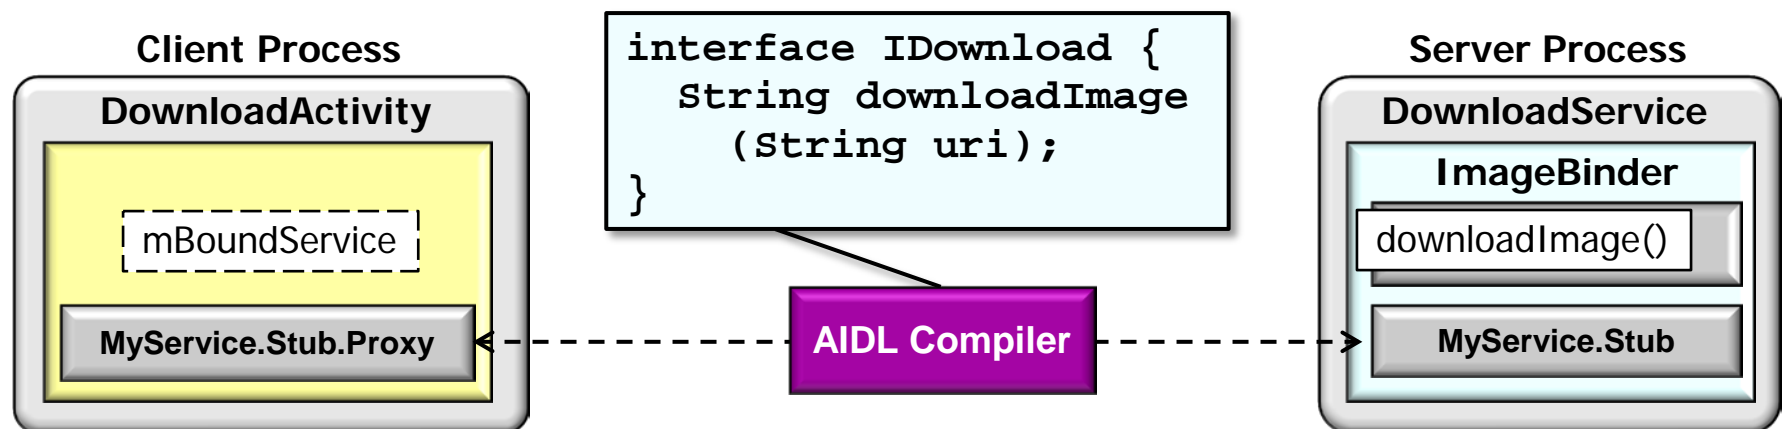 Client Process
DownloadActivity
mBoundService
MyService.Stub.Proxy
interface IDownload {
String downloadImage
(String uri);
}
AIDL Compiler
Server Process
DownloadService
ImageBinder
downloadImage()
MyService.Stub